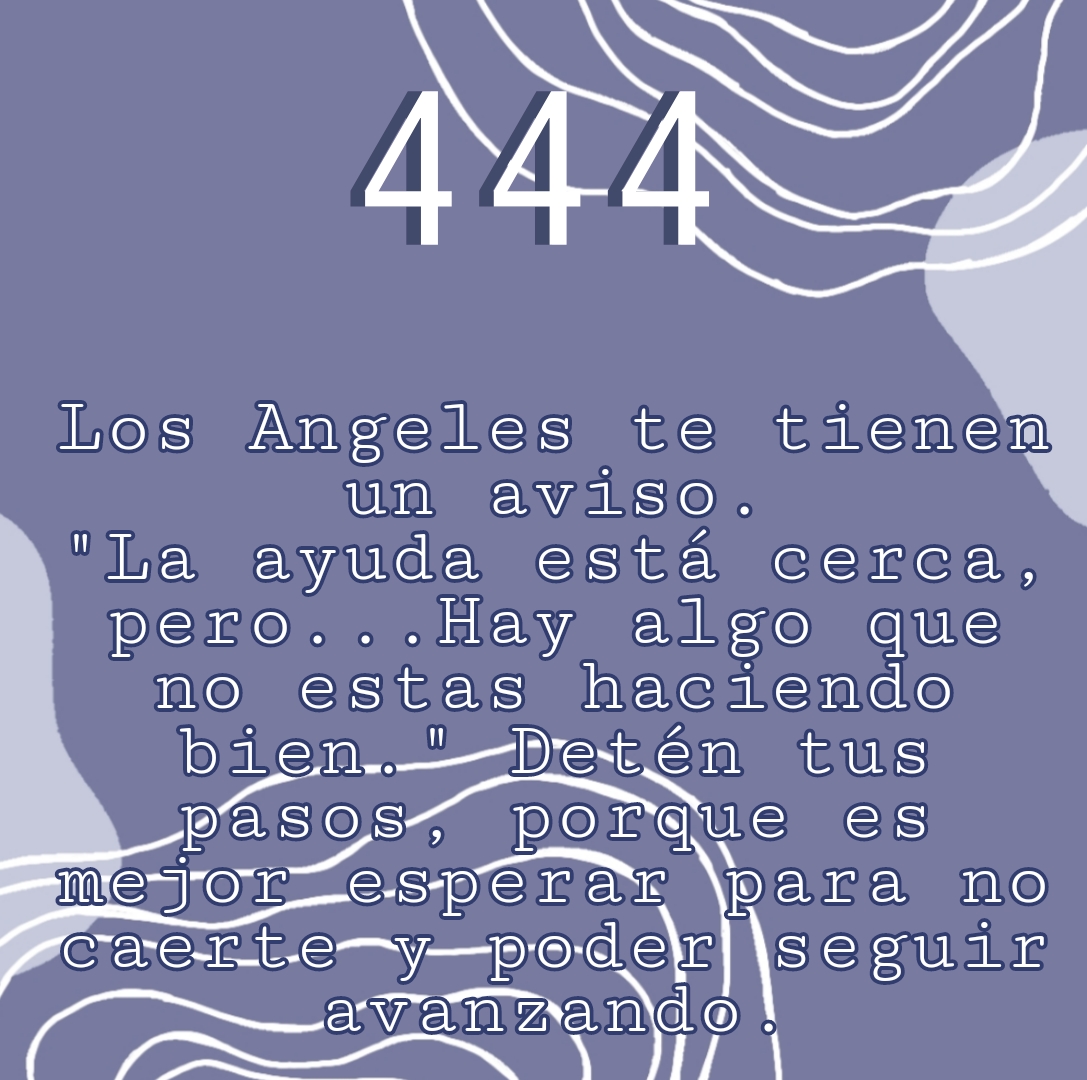 444
Los Angeles te tienen
un aviso.
"La ayuda está cerca,
pero...Hay algo que
no estas haciendo
bien." Detén tus
pasos, porque es
mejor esperar para no
caerte y poder seguir
avanzando.